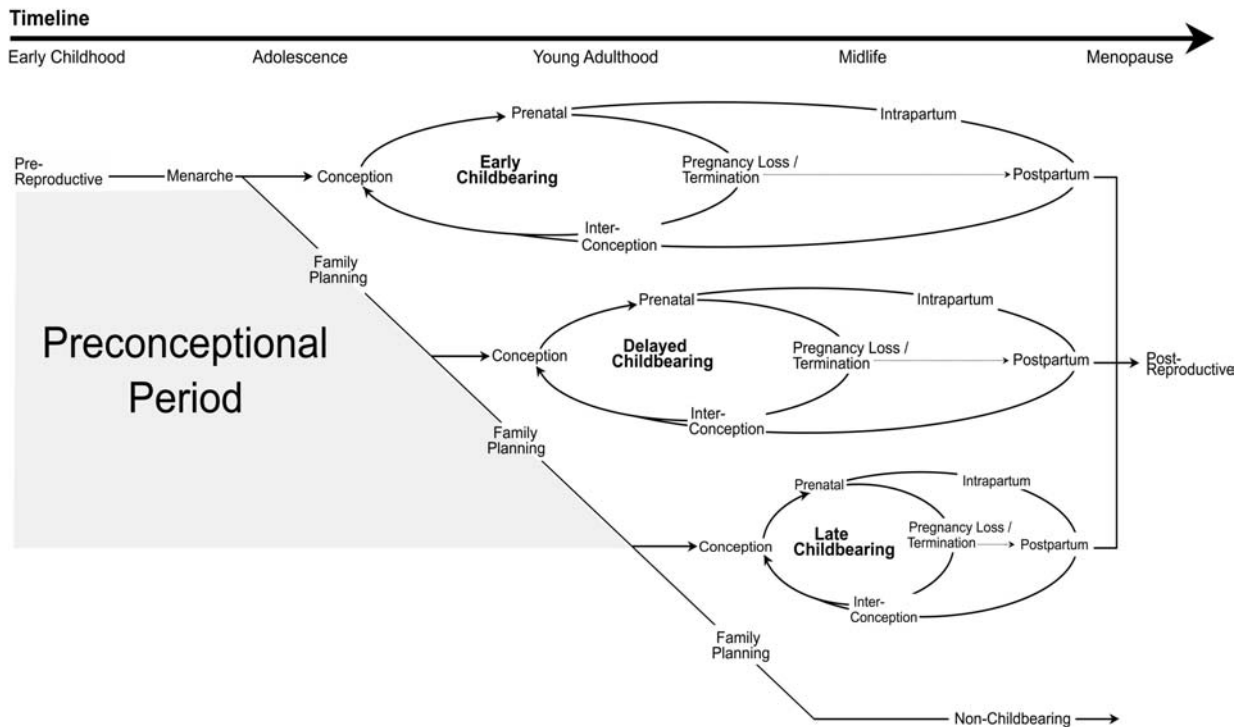 Timeline
Early Childhood
Adolescence
Young Adulthood
Midlife
Menopause
Pre-
Reproductive
Menarche
Conception
Prenatal
Intrapartum
Early
Childbearing
Pregnancy Loss /
Termination
Postpartum
Inter-
Conception
Family
Planning
Preconceptional
Period
Conception
Prenatal
Intrapartum
Delayed
Childbearing
Pregnancy Loss /
Termination
Postpartum
Inter-
Conception
Post-
Reproductive
Family
Planning
Conception
Prenatal
Intrapartum
Late
Childbearing
Pregnancy Loss /
Termination
Postpartum
Inter-
Conception
Family
Planning
Non-Childbearing